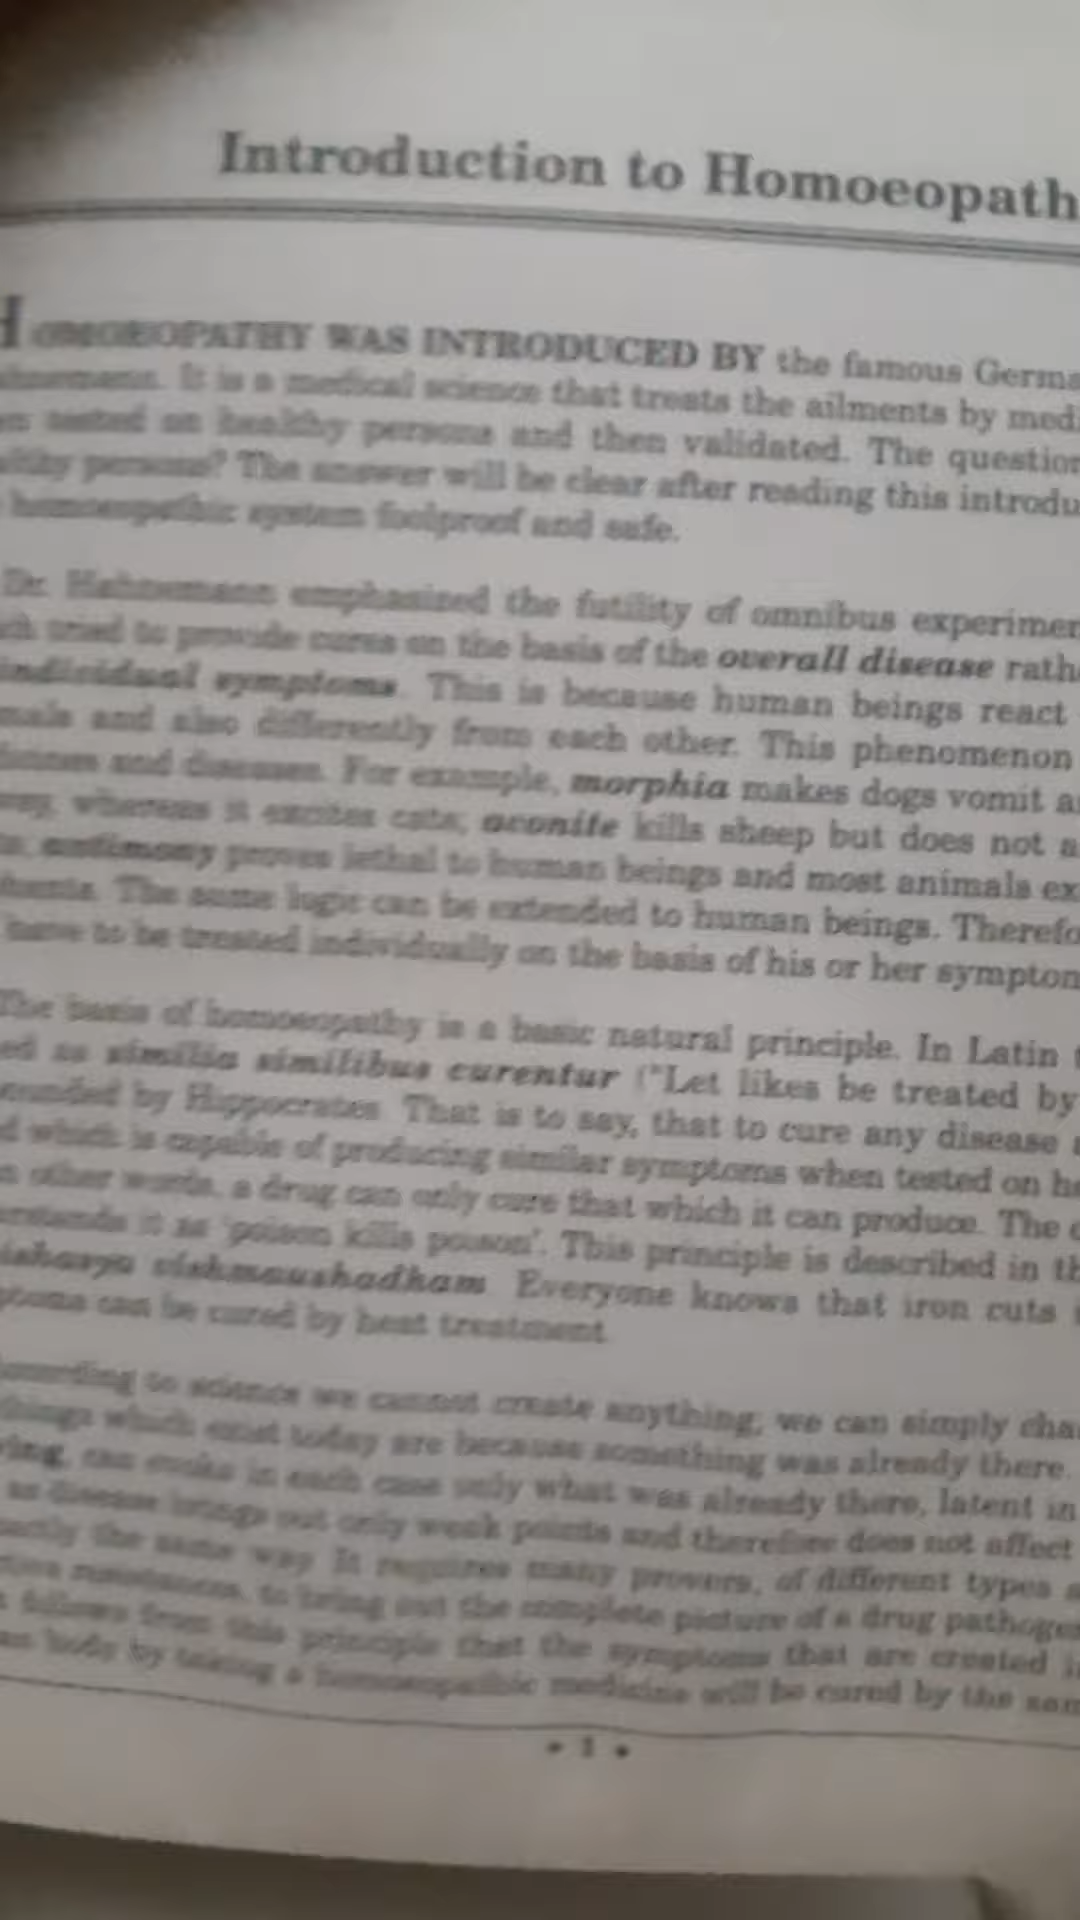 Introduction to Homoeopath
HOMOEOPATHY WAS INTRODUCED BY the famous Germa
It is a medical science that treats the ailments by medi
tested on healthy persons and then validated. The question
persons? The answer will be clear after reading this introdu
homoeopathic system foolproof and safe.
Dr. Hahnemann emphasized the futility of omnibus experimen
tried to provide cures on the basis of the overall disease rath
individual symptoms. This is because human beings react
and also differently from each other. This phenomenon
and diseases. For example, morphia makes dogs vomit a
whereas it excites cats; aconite kills sheep but does not a
antimony proves lethal to human beings and most animals ex
The same logic can be extended to human beings. Therefo
have to be treated individually on the basis of his or her symptom
The basis of homoeopathy is a basic natural principle. In Latin t
ed as similia similibus curentur ("Let likes be treated by
by Hippocrates. That is to say, that to cure any disease a
which is capable of producing similar symptoms when tested on he
other words, a drug can only cure that which it can produce. The c
it as 'poison kills poison'. This principle is described in th
vishmaushadham. Everyone knows that iron cuts i
can be cured by heat treatment.
According to science we cannot create anything; we can simply cha
things which exist today are because something was already there.
can evoke in each case only what was already there, latent in
as disease brings out only weak points and therefore does not affect
the same way. It requires many provers, of different types a
to bring out the complete picture of a drug pathoge
follows from this principle that the symptoms that are created i
body by taking a homoeopathic medicine will be cured by the sam
• 1 •